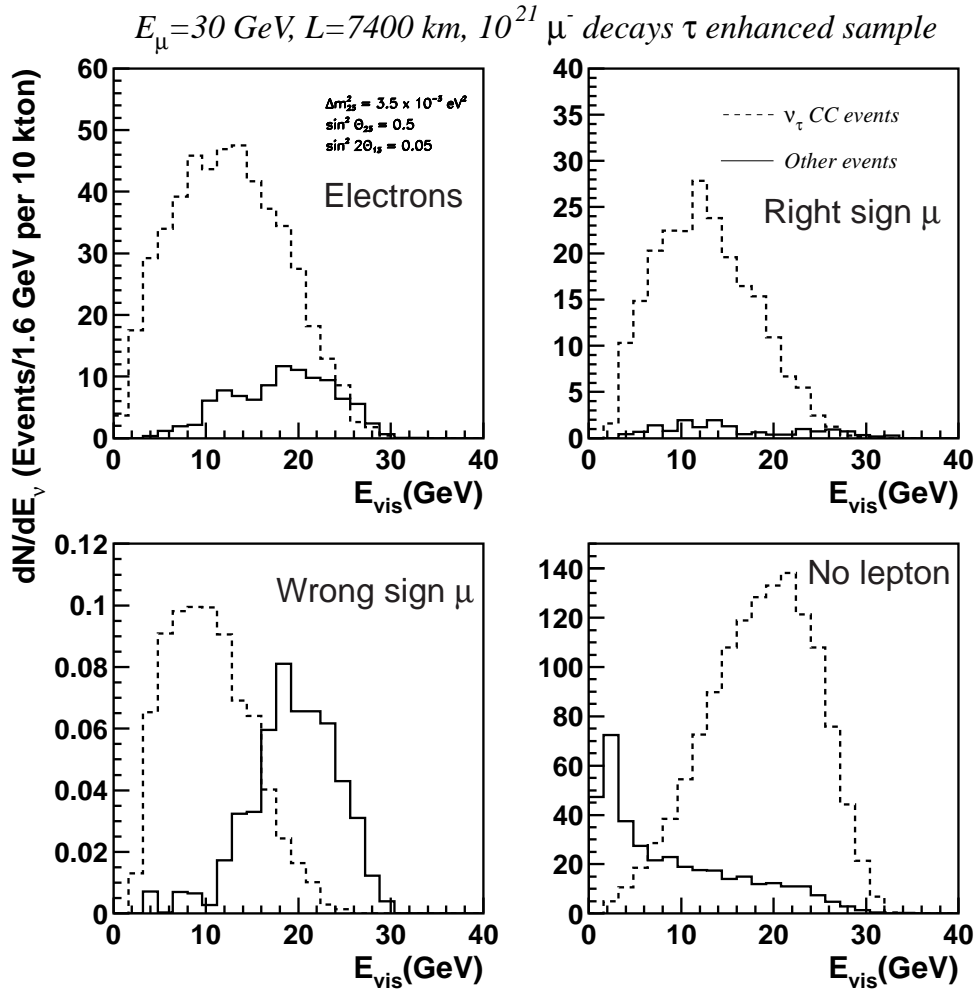 E_μ=30 GeV, L=7400 km, 10^21 μ^- decays τ enhanced sample
dN/dE_ν (Events/1.6 GeV per 10 kton)
60
50
40
30
20
10
0
Δm²₂₃ = 3.5 x 10⁻³ eV²
sin² Θ₂₃ = 0.5
sin² 2Θ₁₃ = 0.05
Electrons
0 10 20 30 40
E_vis(GeV)
40
35
30
25
20
15
10
5
0
ν_τ CC events
Other events
Right sign μ
0 10 20 30 40
E_vis(GeV)
0.12
0.1
0.08
0.06
0.04
0.02
0
Wrong sign μ
0 10 20 30 40
E_vis(GeV)
140
120
100
80
60
40
20
0
No lepton
0 10 20 30 40
E_vis(GeV)